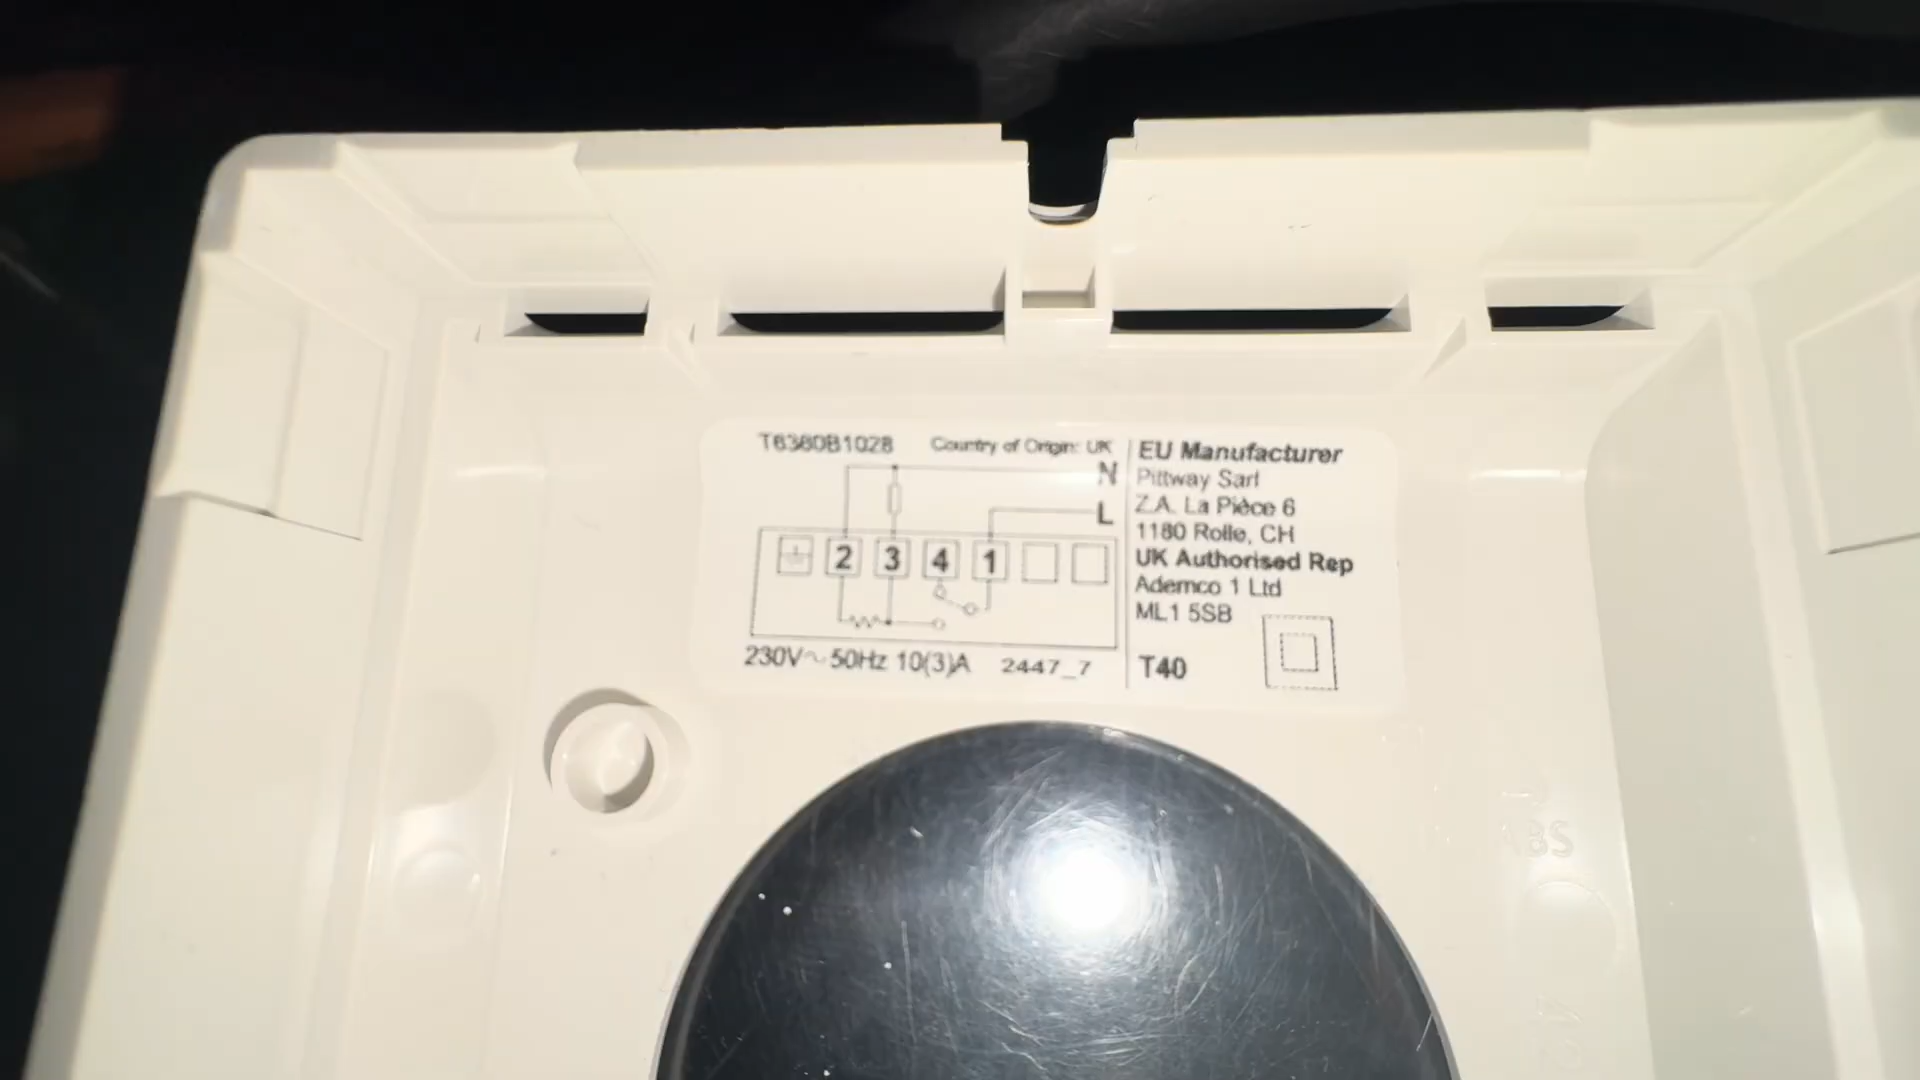 T6360B1028 Country of Origin: UK
N
L
2 3 4 1
230V~ 50Hz 10(3)A 2447_7
EU Manufacturer
Pittway Sarl
Z.A. La Pièce 6
1180 Rolle, CH
UK Authorised Rep
Ademco 1 Ltd
ML1 5SB
T40
ABS